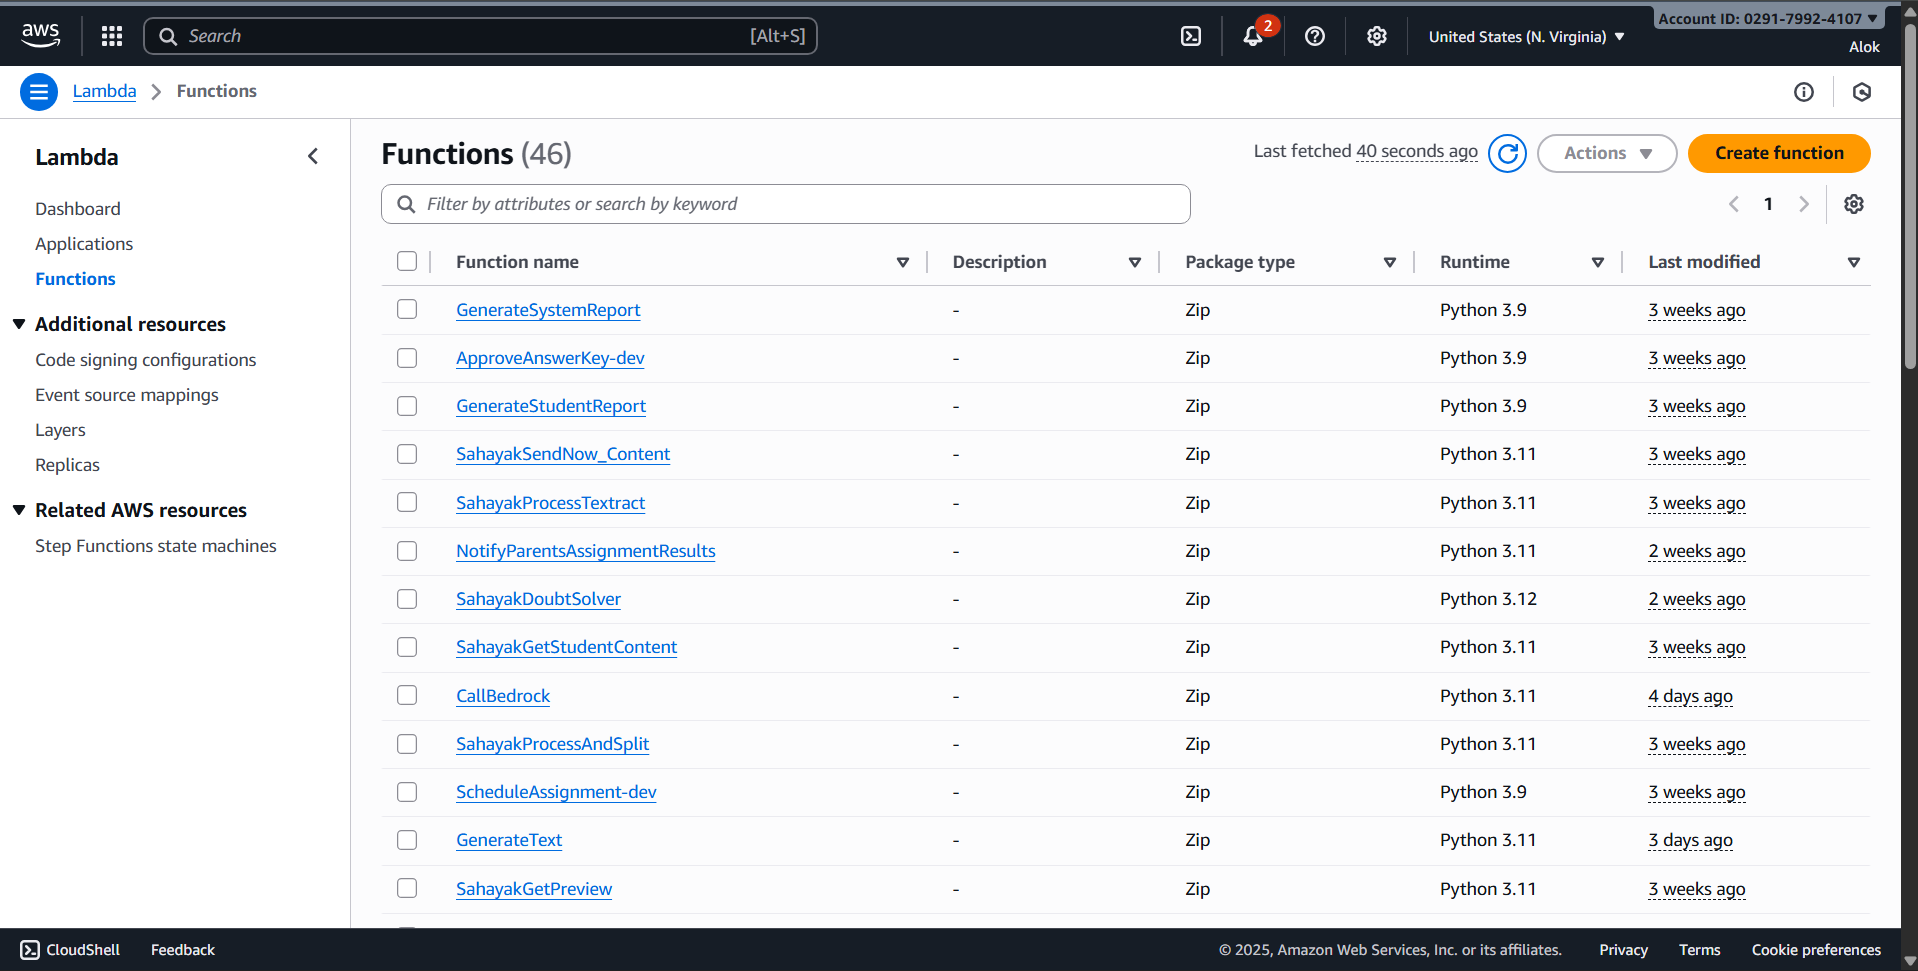 aws
Search [Alt+S]
2
United States (N. Virginia)
Account ID: 0291-7992-4107
Alok
Lambda
Functions
Lambda
Dashboard
Applications
Functions
Additional resources
Code signing configurations
Event source mappings
Layers
Replicas
Related AWS resources
Step Functions state machines
Functions (46)
Last fetched 40 seconds ago
Actions
Create function
Filter by attributes or search by keyword
1
Function name Description Package type Runtime Last modified
GenerateSystemReport - Zip Python 3.9 3 weeks ago
ApproveAnswerKey-dev - Zip Python 3.9 3 weeks ago
GenerateStudentReport - Zip Python 3.9 3 weeks ago
SahayakSendNow_Content - Zip Python 3.11 3 weeks ago
SahayakProcessTextract - Zip Python 3.11 3 weeks ago
NotifyParentsAssignmentResults - Zip Python 3.11 2 weeks ago
SahayakDoubtSolver - Zip Python 3.12 2 weeks ago
SahayakGetStudentContent - Zip Python 3.11 3 weeks ago
CallBedrock - Zip Python 3.11 4 days ago
SahayakProcessAndSplit - Zip Python 3.11 3 weeks ago
ScheduleAssignment-dev - Zip Python 3.9 3 weeks ago
GenerateText - Zip Python 3.11 3 days ago
SahayakGetPreview - Zip Python 3.11 3 weeks ago
CloudShell Feedback © 2025, Amazon Web Services, Inc. or its affiliates. Privacy Terms Cookie preferences